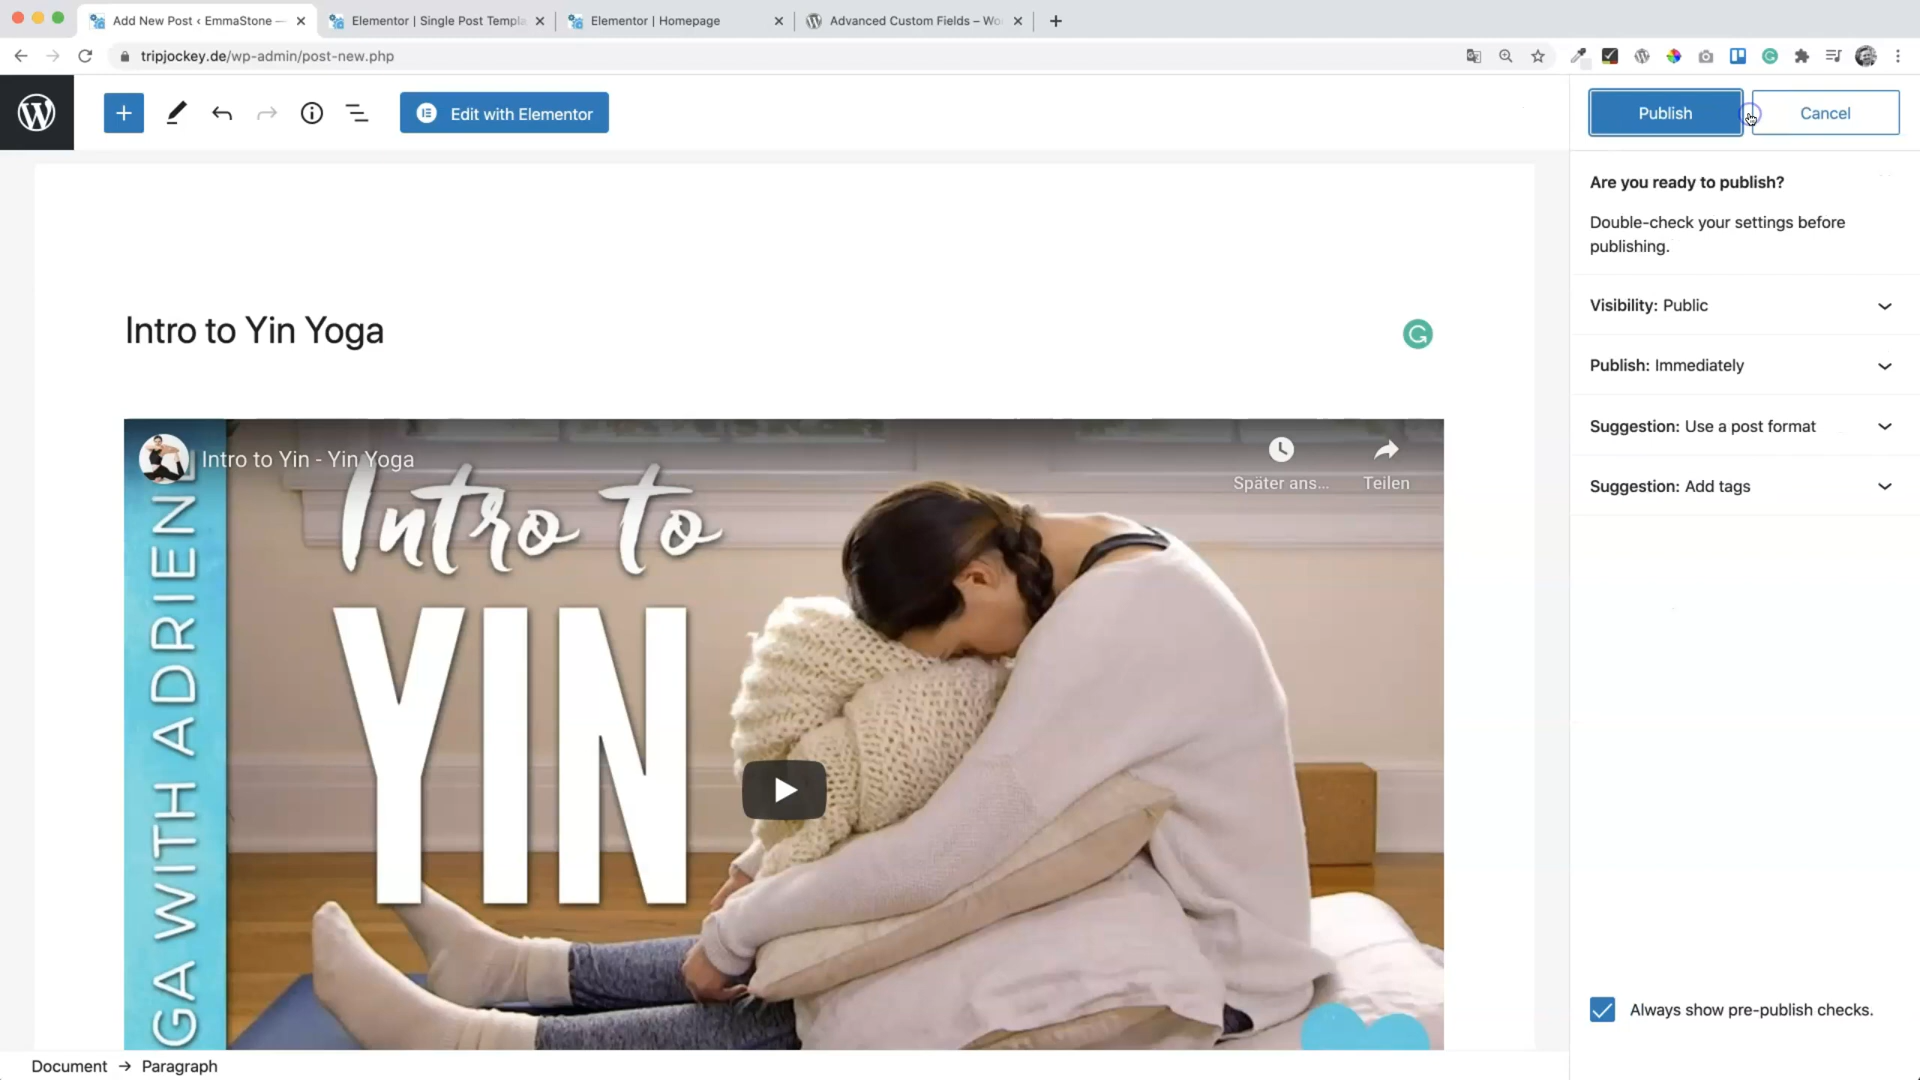 Add New Post ‹ EmmaStone —
Elementor | Single Post Templa
Elementor | Homepage
Advanced Custom Fields – Wo
tripjockey.de/wp-admin/post-new.php
Edit with Elementor
Publish
Cancel
Are you ready to publish?
Double-check your settings before
publishing.
Visibility: Public
Publish: Immediately
Suggestion: Use a post format
Suggestion: Add tags
Intro to Yin Yoga
Intro to Yin - Yin Yoga
Später ans...
Teilen
Intro to
YIN
GA WITH ADRIENE
Always show pre-publish checks.
Document → Paragraph